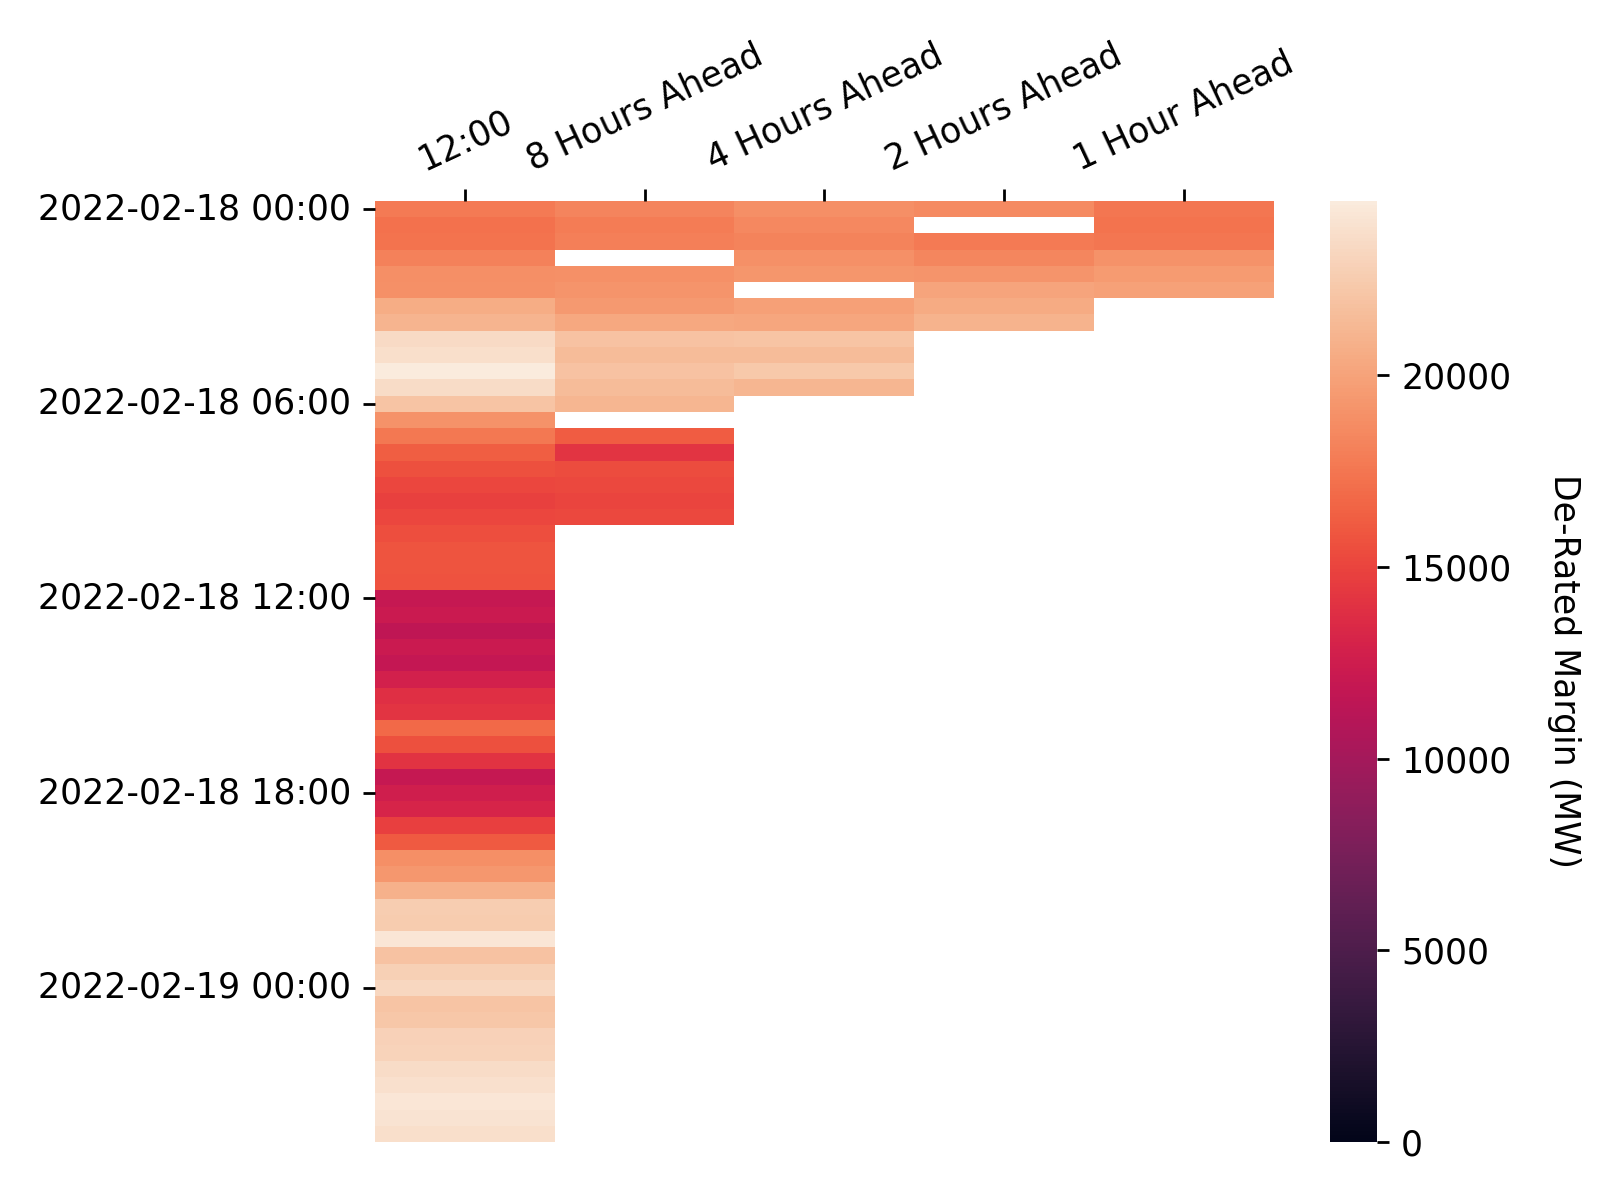 12:00
8 Hours Ahead
4 Hours Ahead
2 Hours Ahead
1 Hour Ahead
2022-02-18 00:00
2022-02-18 06:00
2022-02-18 12:00
2022-02-18 18:00
2022-02-19 00:00
20000
15000
10000
5000
0
De-Rated Margin (MW)